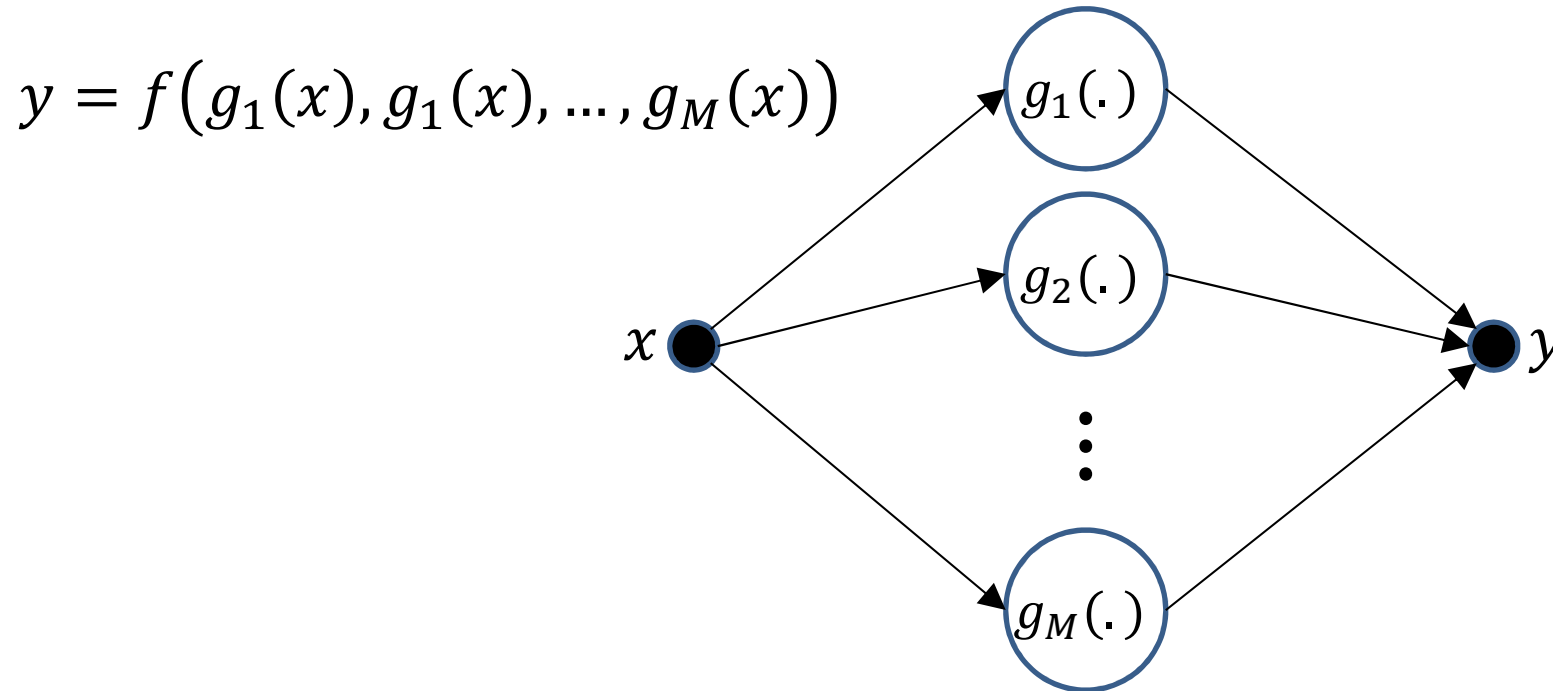 y = f(g₁(x), g₁(x), ..., g_M(x))
g₁(.)
g₂(.)
x
y
⋮
g_M(.)